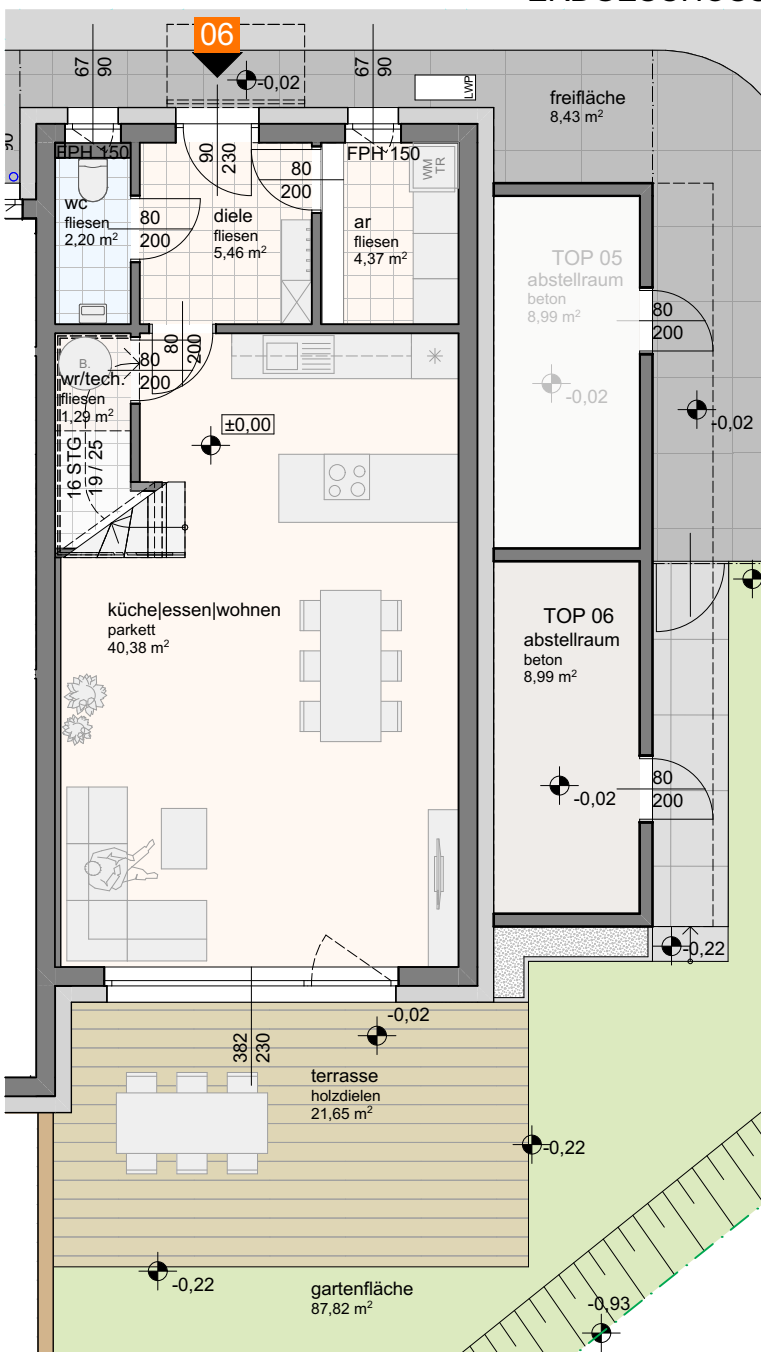 06
67
90
67
90
-0,02
LWP
freifläche
8,43 m²
FPH 150
90
230
FPH 150
WM
TR
80
200
wc
fliesen
2,20 m²
80
200
diele
fliesen
5,46 m²
ar
fliesen
4,37 m²
TOP 05
abstellraum
beton
8,99 m²
80
200
-0,02
-0,02
B.
wr/tech.
fliesen
1,29 m²
80
200
80
200
±0,00
16 STG
19 / 25
küche|essen|wohnen
parkett
40,38 m²
TOP 06
abstellraum
beton
8,99 m²
80
200
-0,02
-0,22
-0,02
382
230
terrasse
holzdielen
21,65 m²
-0,22
-0,22
gartenfläche
87,82 m²
-0,93